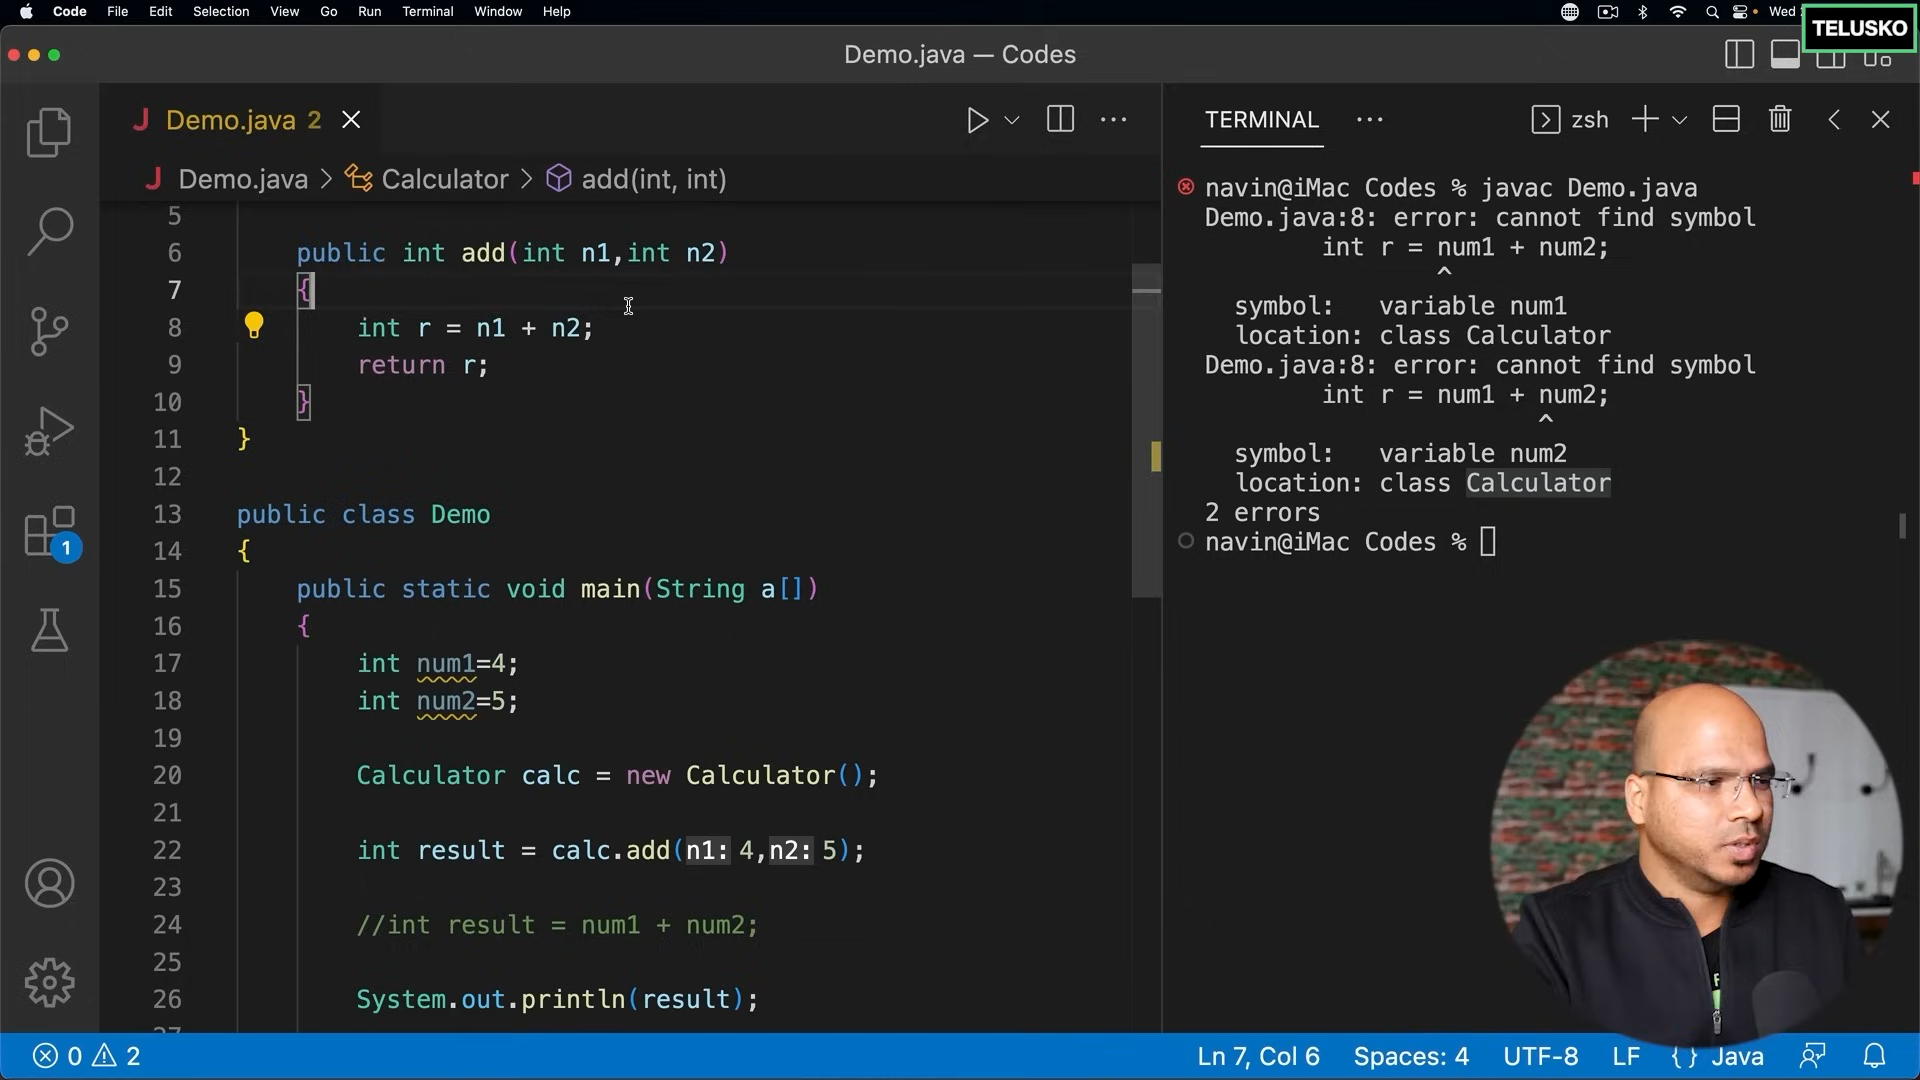 Code File Edit Selection View Go Run Terminal Window Help
Wed
TELUSKO
Demo.java — Codes
Demo.java 2
Demo.java > Calculator > add(int, int)
5
6 public int add(int n1,int n2)
7 {
8 int r = n1 + n2;
9 return r;
10 }
11 }
12
13 public class Demo
14 {
15 public static void main(String a[])
16 {
17 int num1=4;
18 int num2=5;
19
20 Calculator calc = new Calculator();
21
22 int result = calc.add(n1: 4,n2: 5);
23
24 //int result = num1 + num2;
25
26 System.out.println(result);
27
1
TERMINAL
zsh
navin@iMac Codes % javac Demo.java
Demo.java:8: error: cannot find symbol
int r = num1 + num2;
^
symbol: variable num1
location: class Calculator
Demo.java:8: error: cannot find symbol
int r = num1 + num2;
^
symbol: variable num2
location: class Calculator
2 errors
navin@iMac Codes %
0 2
Ln 7, Col 6 Spaces: 4 UTF-8 LF { } Java